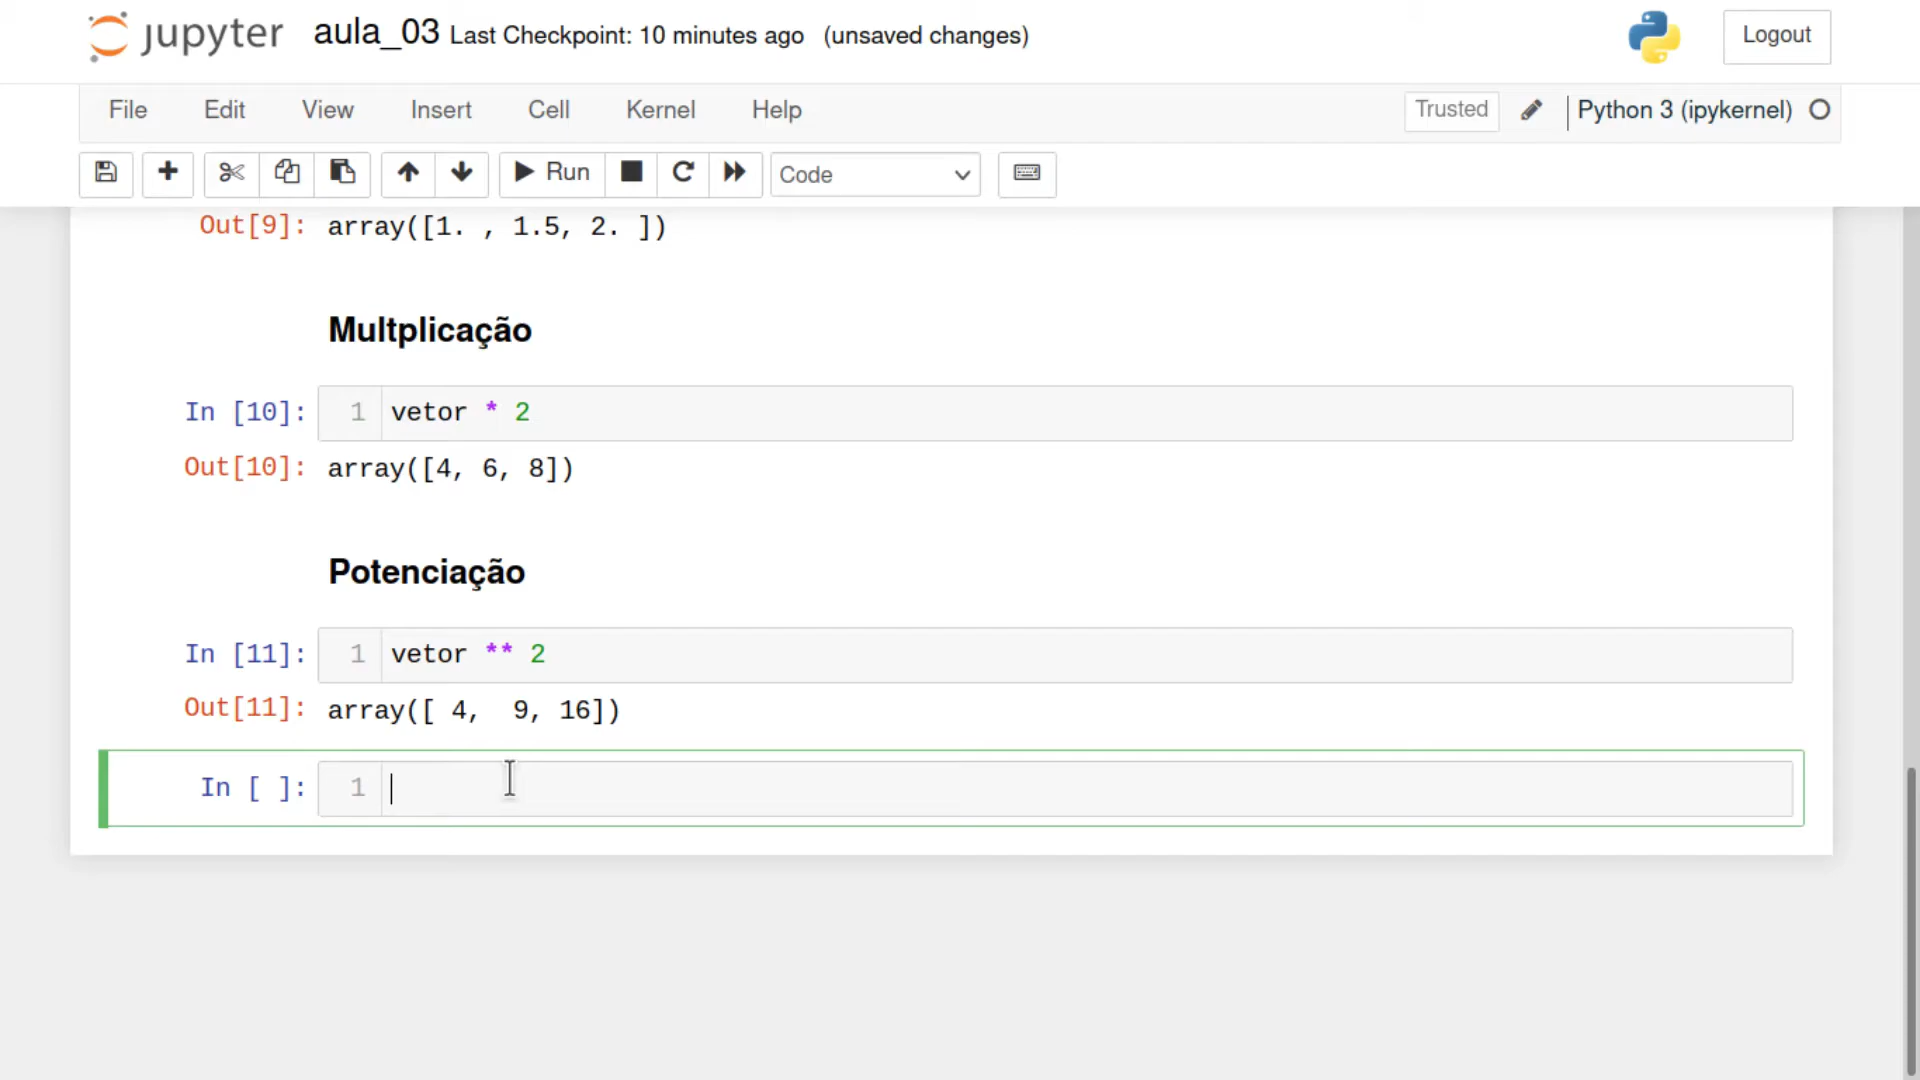 jupyter aula_03 Last Checkpoint: 10 minutes ago (unsaved changes) Logout
File Edit View Insert Cell Kernel Help Trusted Python 3 (ipykernel)
Run Code
Out[9]: array([1. , 1.5, 2. ])
Multplicação
In [10]: 1 vetor * 2
Out[10]: array([4, 6, 8])
Potenciação
In [11]: 1 vetor ** 2
Out[11]: array([ 4,  9, 16])
In [ ]: 1